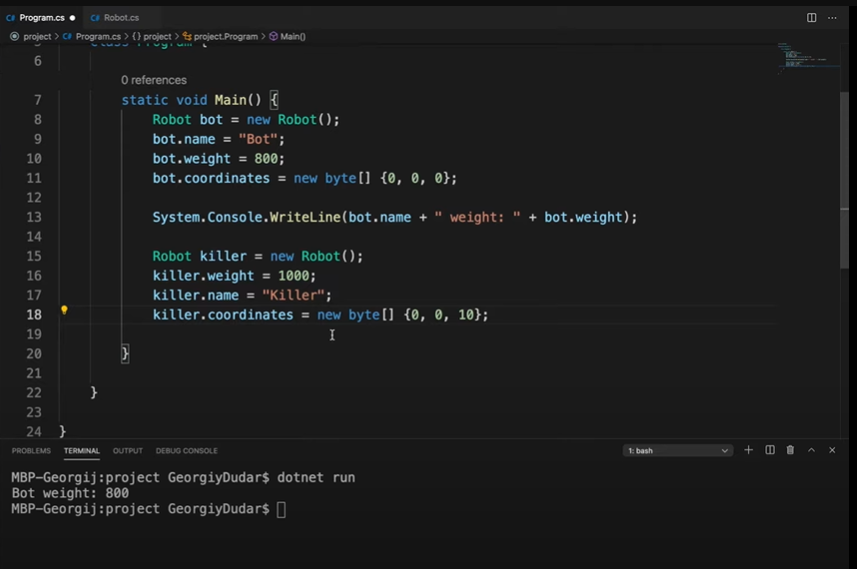 Program.cs Robot.cs
project > Program.cs > {} project > project.Program > Main()
5 class Program {
6
0 references
7 static void Main() {
8 Robot bot = new Robot();
9 bot.name = "Bot";
10 bot.weight = 800;
11 bot.coordinates = new byte[] {0, 0, 0};
12
13 System.Console.WriteLine(bot.name + " weight: " + bot.weight);
14
15 Robot killer = new Robot();
16 killer.weight = 1000;
17 killer.name = "Killer";
18 killer.coordinates = new byte[] {0, 0, 10};
19
20 }
21
22 }
23
24 }
PROBLEMS TERMINAL OUTPUT DEBUG CONSOLE 1: bash
MBP-Georgij:project GeorgiyDudar$ dotnet run
Bot weight: 800
MBP-Georgij:project GeorgiyDudar$